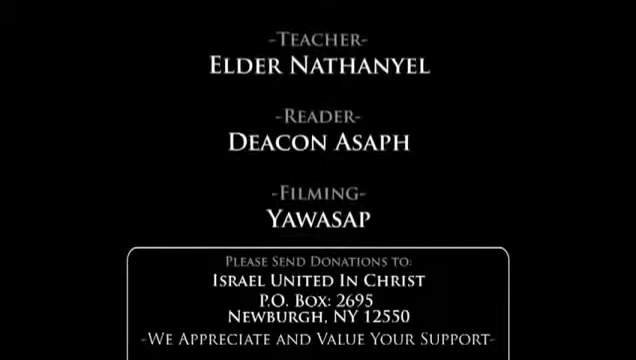 -Teacher-
Elder Nathanyel
-Reader-
Deacon Asaph
-Filming-
Yawasap
Please Send Donations to:
Israel United In Christ
P.O. Box: 2695
Newburgh, NY 12550
-We Appreciate and Value Your Support-